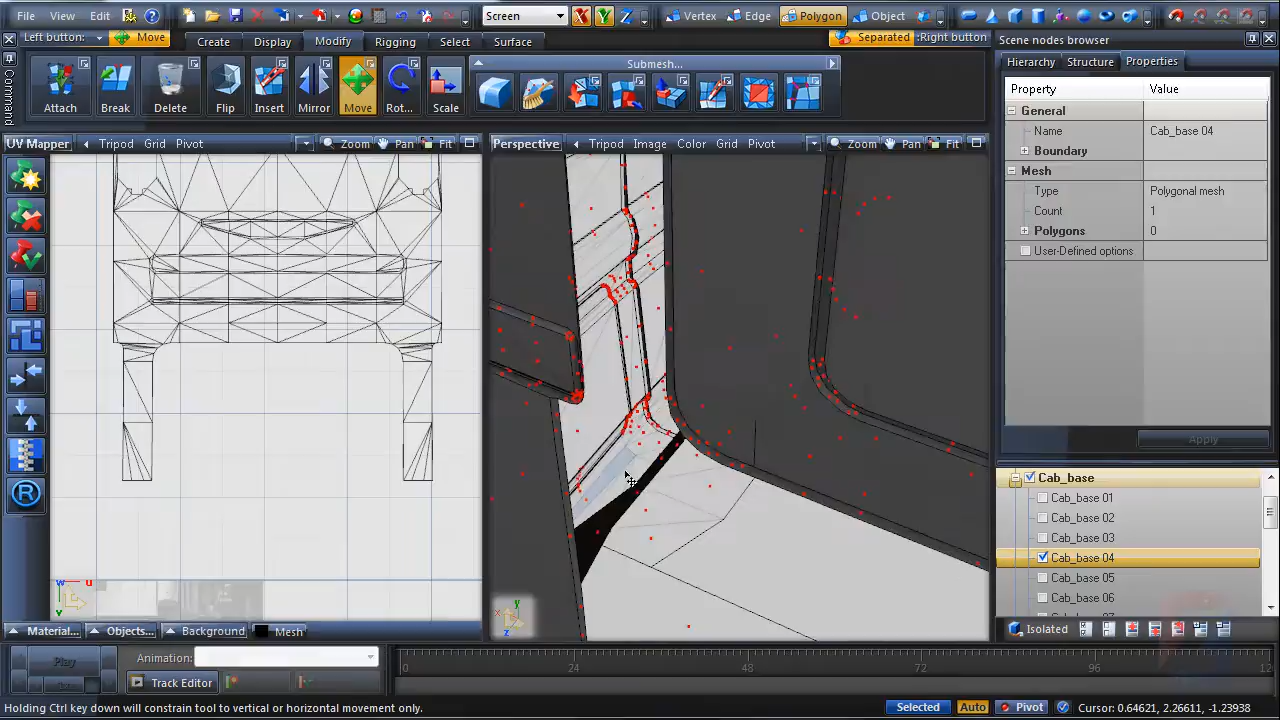 File View Edit Screen X Y Z Vertex Edge Polygon Object
Left button: Move Separated :Right button
Create Display Modify Rigging Select Surface
Command
Submesh...
Attach Break Delete Flip Insert Mirror Move Rot... Scale
UV Mapper Tripod Grid Pivot Zoom Pan Fit
Perspective Tripod Image Color Grid Pivot Zoom Pan Fit
Scene nodes browser
Hierarchy Structure Properties
Property Value
General
Name Cab_base 04
Boundary
Mesh
Type Polygonal mesh
Count 1
Polygons 0
User-Defined options
Apply
Cab_base
Cab_base 01
Cab_base 02
Cab_base 03
Cab_base 04
Cab_base 05
Cab_base 06
Isolated
w u
v
y
x
z
Material... Objects... Background Mesh
Play Animation: 0 24 48 72 96 12
Track Editor
Holding Ctrl key down will constrain tool to vertical or horizontal movement only. Selected Auto Pivot Cursor: 0.64621, 2.26611, -1.23938